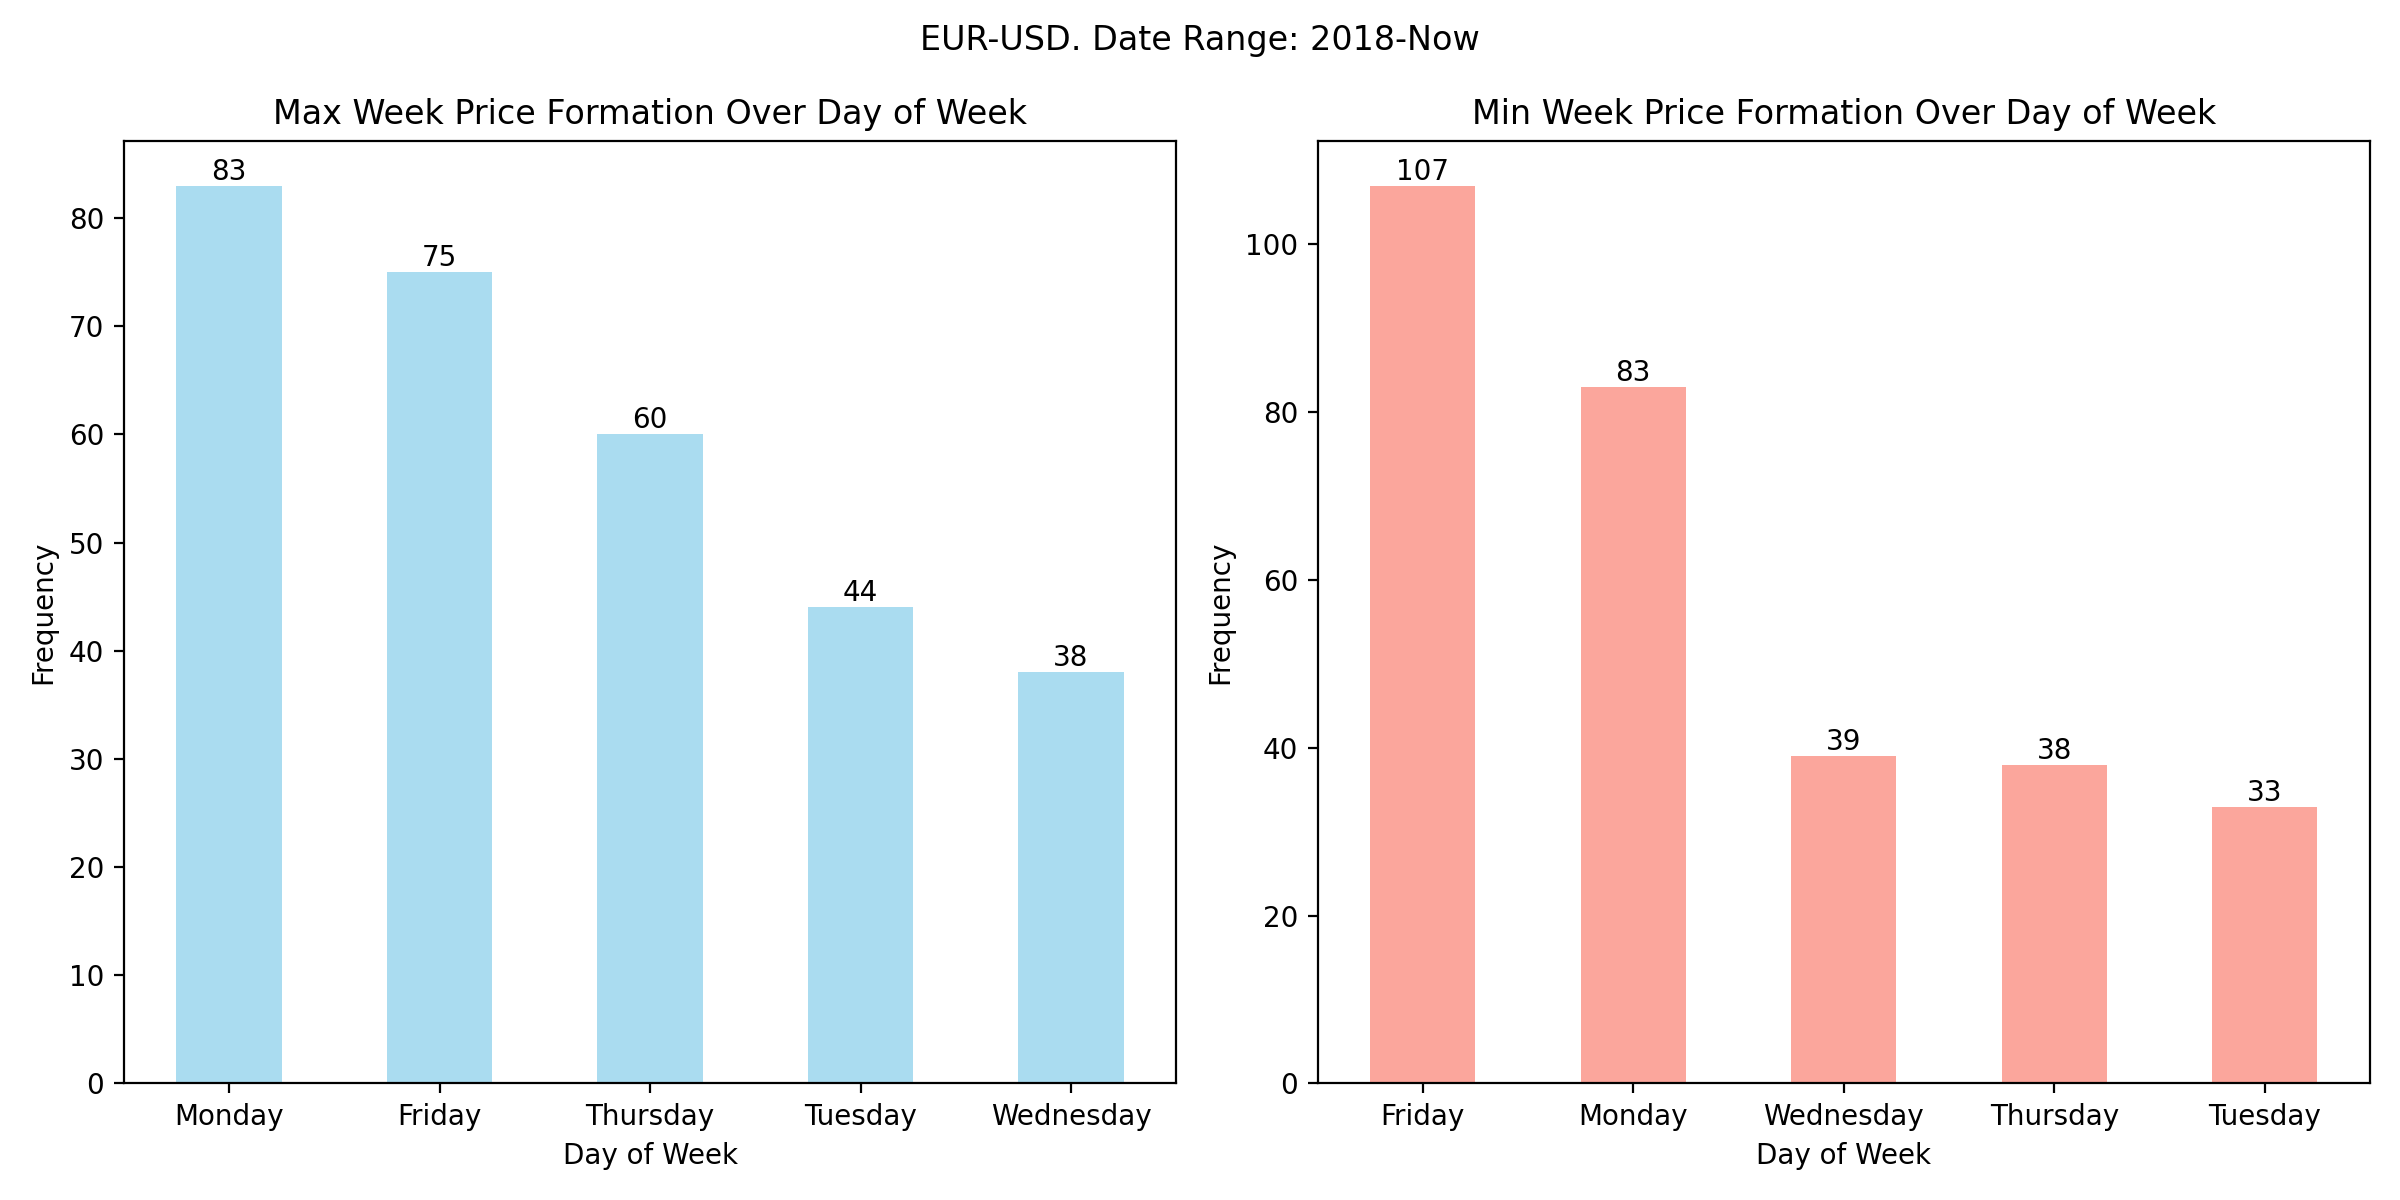 EUR-USD. Date Range: 2018-Now
Max Week Price Formation Over Day of Week
83
75
60
44
38
80
70
60
50
40
30
20
10
0
Frequency
Monday
Friday
Thursday
Tuesday
Wednesday
Day of Week
Min Week Price Formation Over Day of Week
107
83
39
38
33
100
80
60
40
20
0
Frequency
Friday
Monday
Wednesday
Thursday
Tuesday
Day of Week